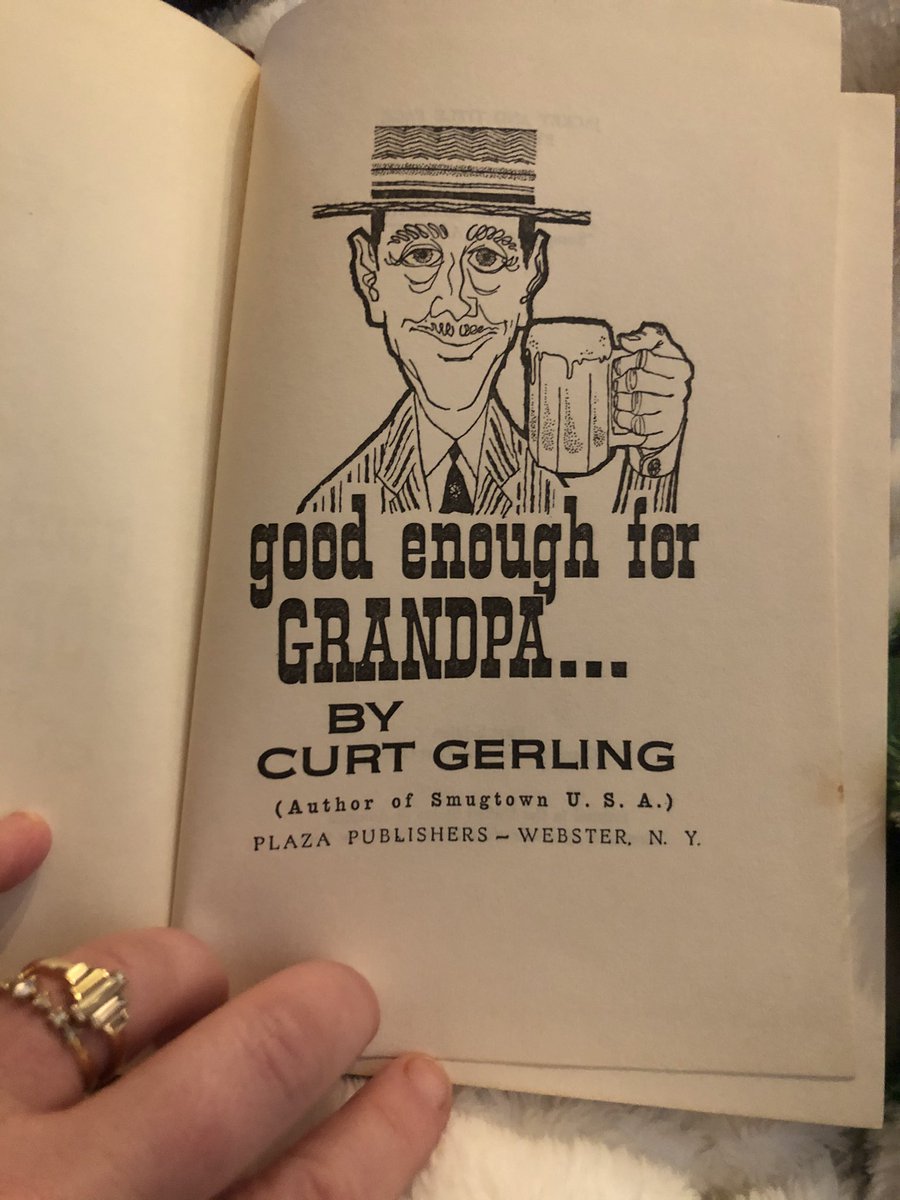 good enough for
GRANDPA...
BY
CURT GERLING
(Author of Smugtown U. S. A.)
PLAZA PUBLISHERS – WEBSTER, N. Y.